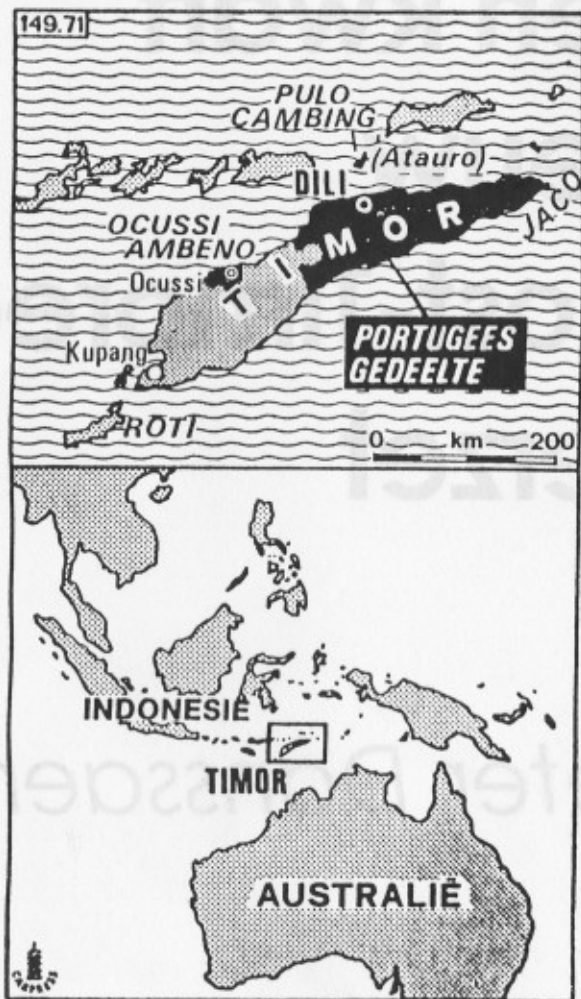 149.71
PULO
CAMBING
(Atauro)
DILI
JACO
OCUSSI
AMBENO
TIMOR
Ocussi
PORTUGEES
GEDEELTE
Kupang
ROTI
0 km 200
INDONESIË
TIMOR
AUSTRALIË
CARPRESS